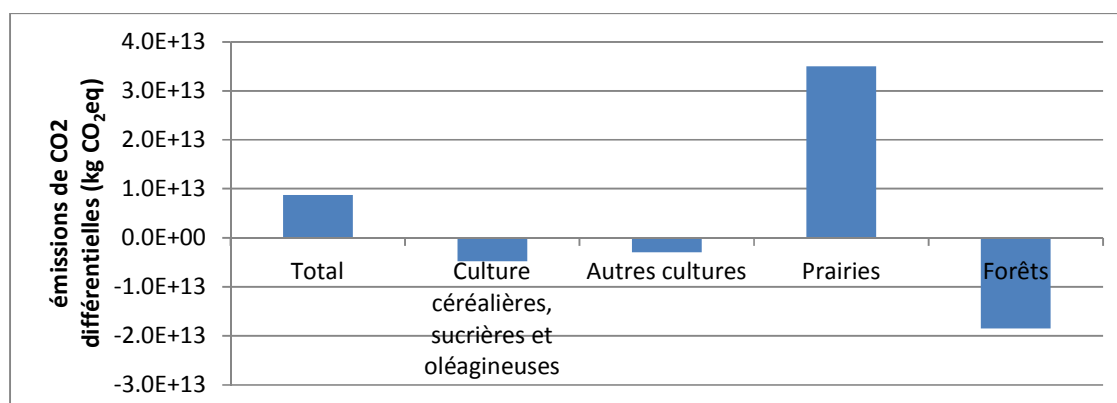 émissions de CO2
différentielles (kg CO₂eq)
4.0E+13
3.0E+13
2.0E+13
1.0E+13
0.0E+00
-1.0E+13
-2.0E+13
-3.0E+13
Total
Culture
céréalières,
sucrières et
oléagineuses
Autres cultures
Prairies
Forêts